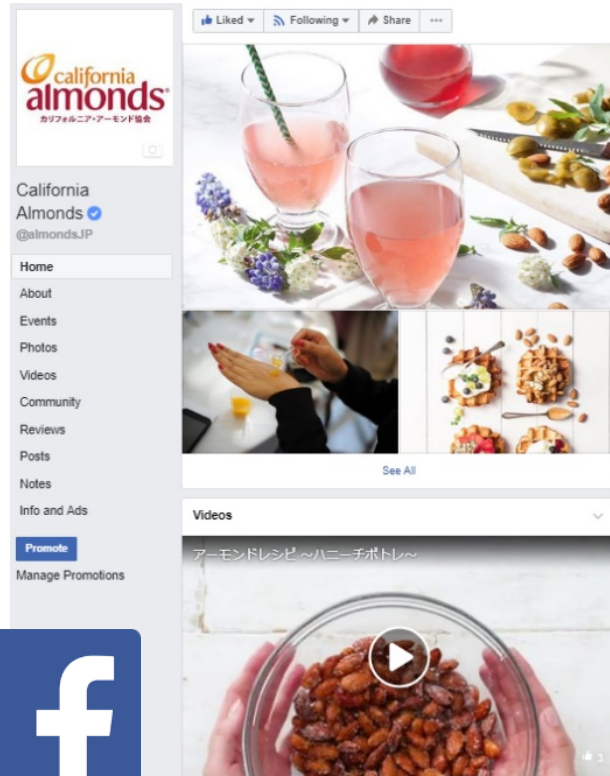 Liked
Following
Share
california
almonds®
カリフォルニア・アーモンド協会
California
Almonds
@almondsJP
Home
About
Events
Photos
Videos
Community
Reviews
Posts
Notes
Info and Ads
Promote
Manage Promotions
See All
Videos
アーモンドレシピ ～ハニーチポトレ～
3
f